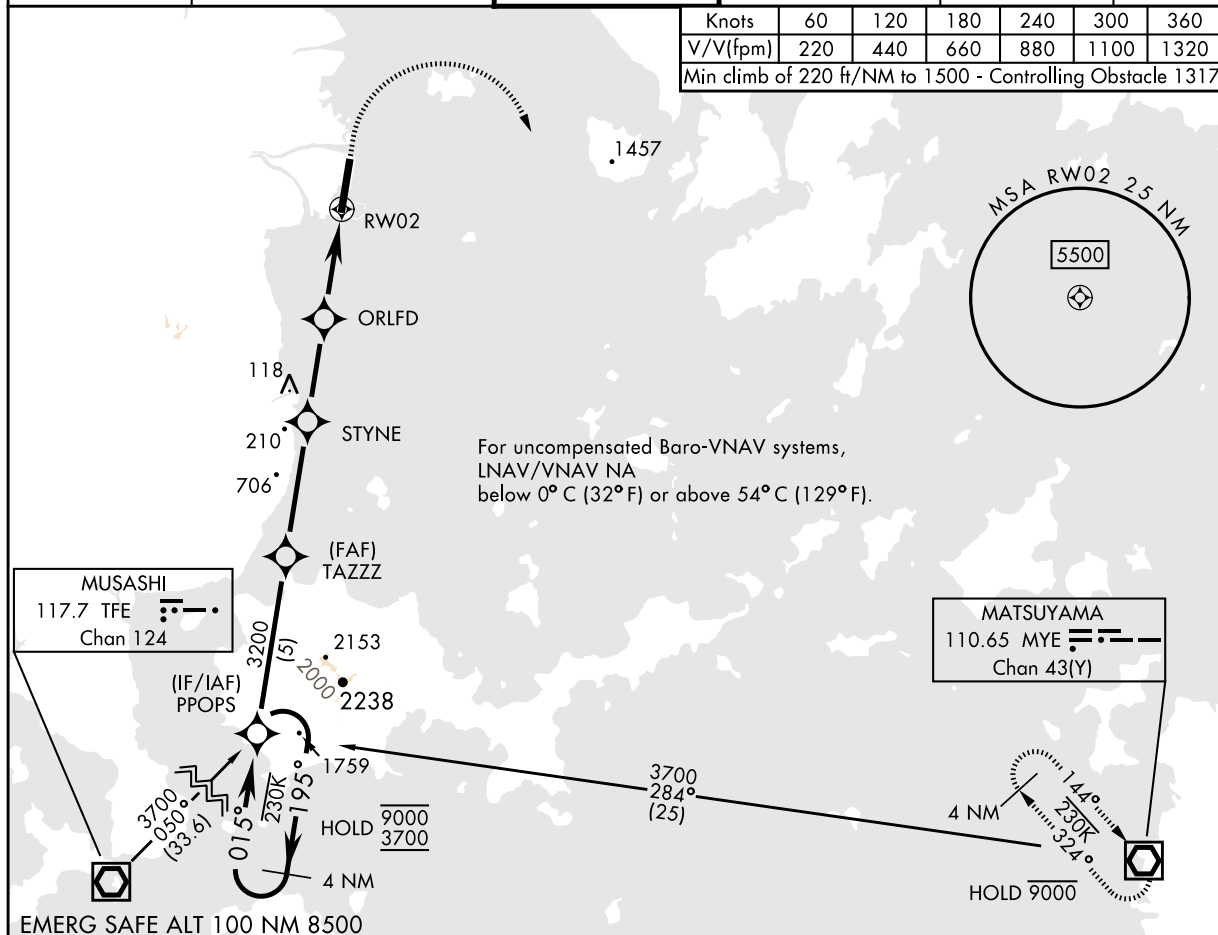 Knots 60 120 180 240 300 360
V/V(fpm) 220 440 660 880 1100 1320
Min climb of 220 ft/NM to 1500 - Controlling Obstacle 1317
1457
MSA RW02 25 NM
5500
RW02
ORLFD
118
STYNE
210
706
For uncompensated Baro-VNAV systems,
LNAV/VNAV NA
below 0° C (32° F) or above 54° C (129° F).
(FAF)
TAZZZ
MUSASHI
117.7 TFE
Chan 124
MATSUYAMA
110.65 MYE
Chan 43(Y)
3200
(5)
2153
2000
2238
(IF/IAF)
PPOPS
1759
3700
284°
(25)
3700
050°
(33.6)
015°
230K
195°
HOLD 9000
3700
4 NM
4 NM
144°
230K
324°
HOLD 9000
EMERG SAFE ALT 100 NM 8500